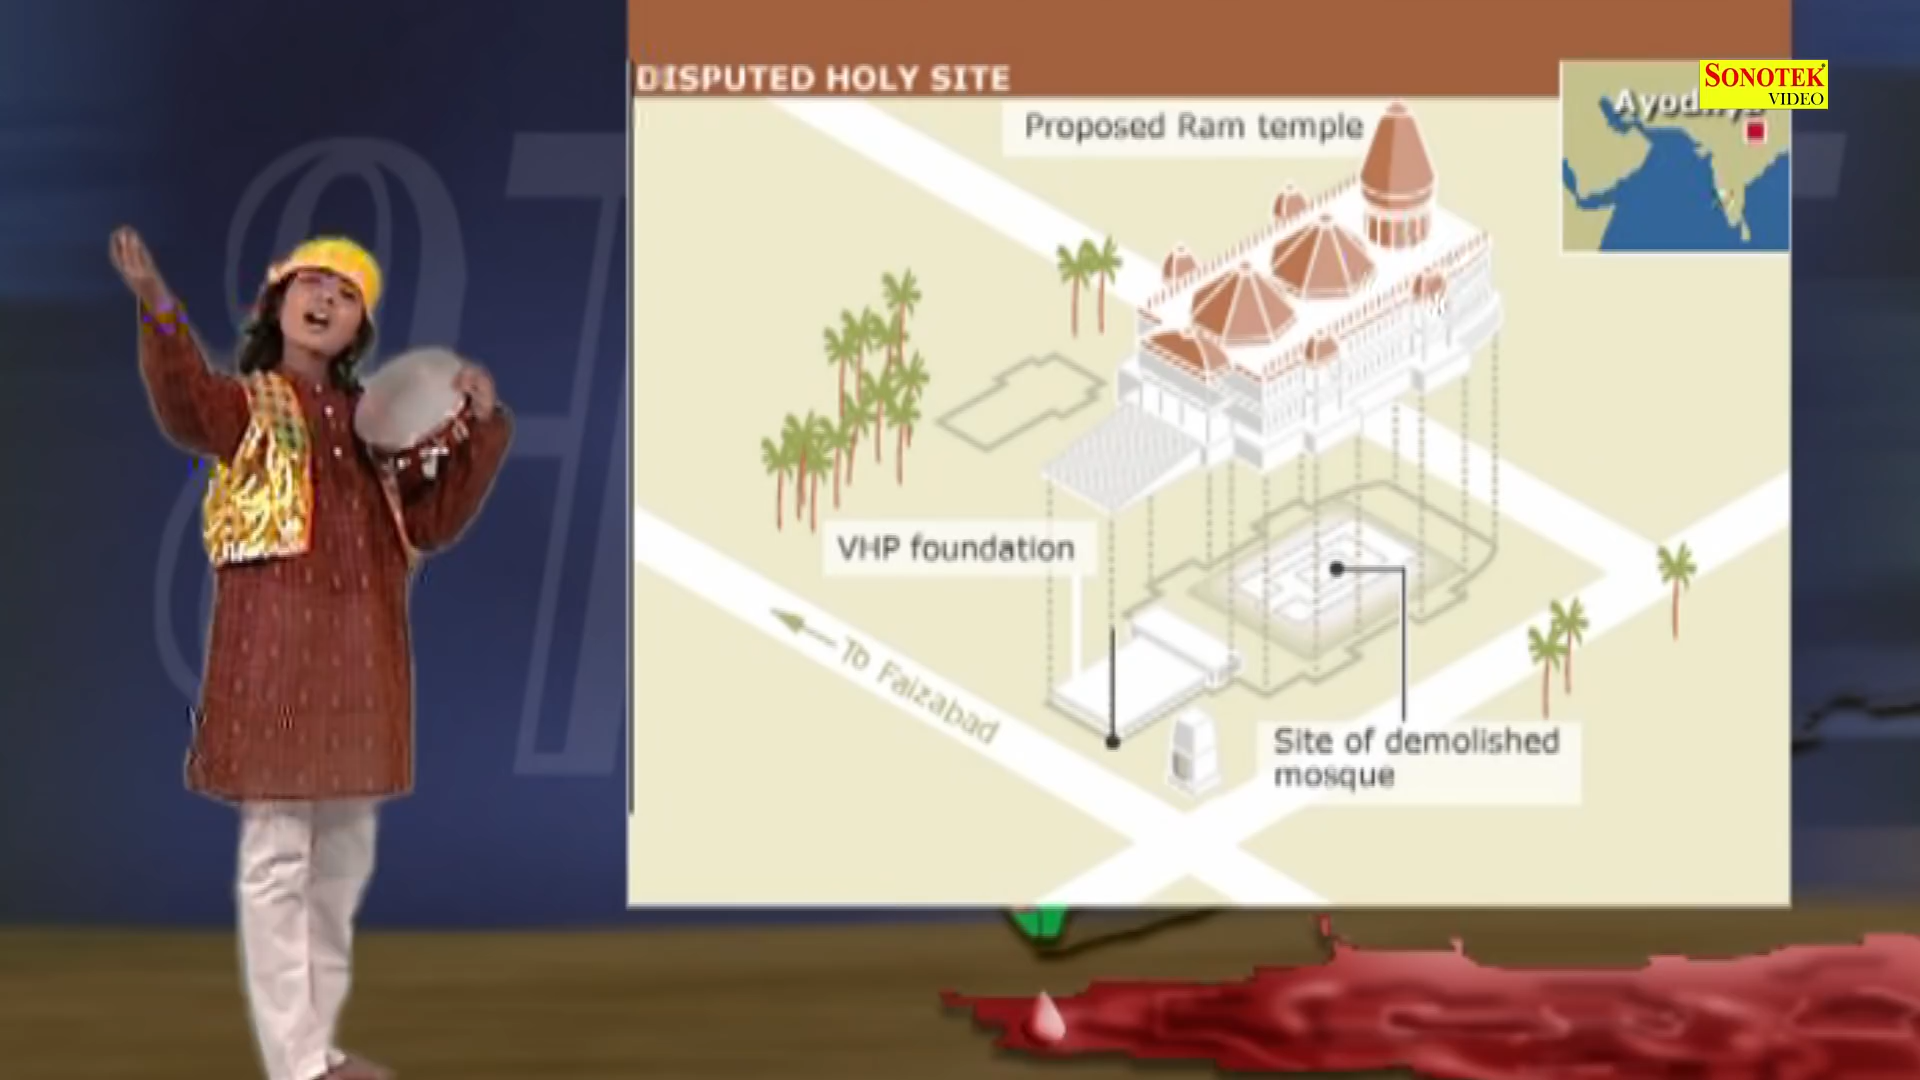 DISPUTED HOLY SITE
SONOTEK
VIDEO
Proposed Ram temple
VHP foundation
To Faizabad
Site of demolished
mosque